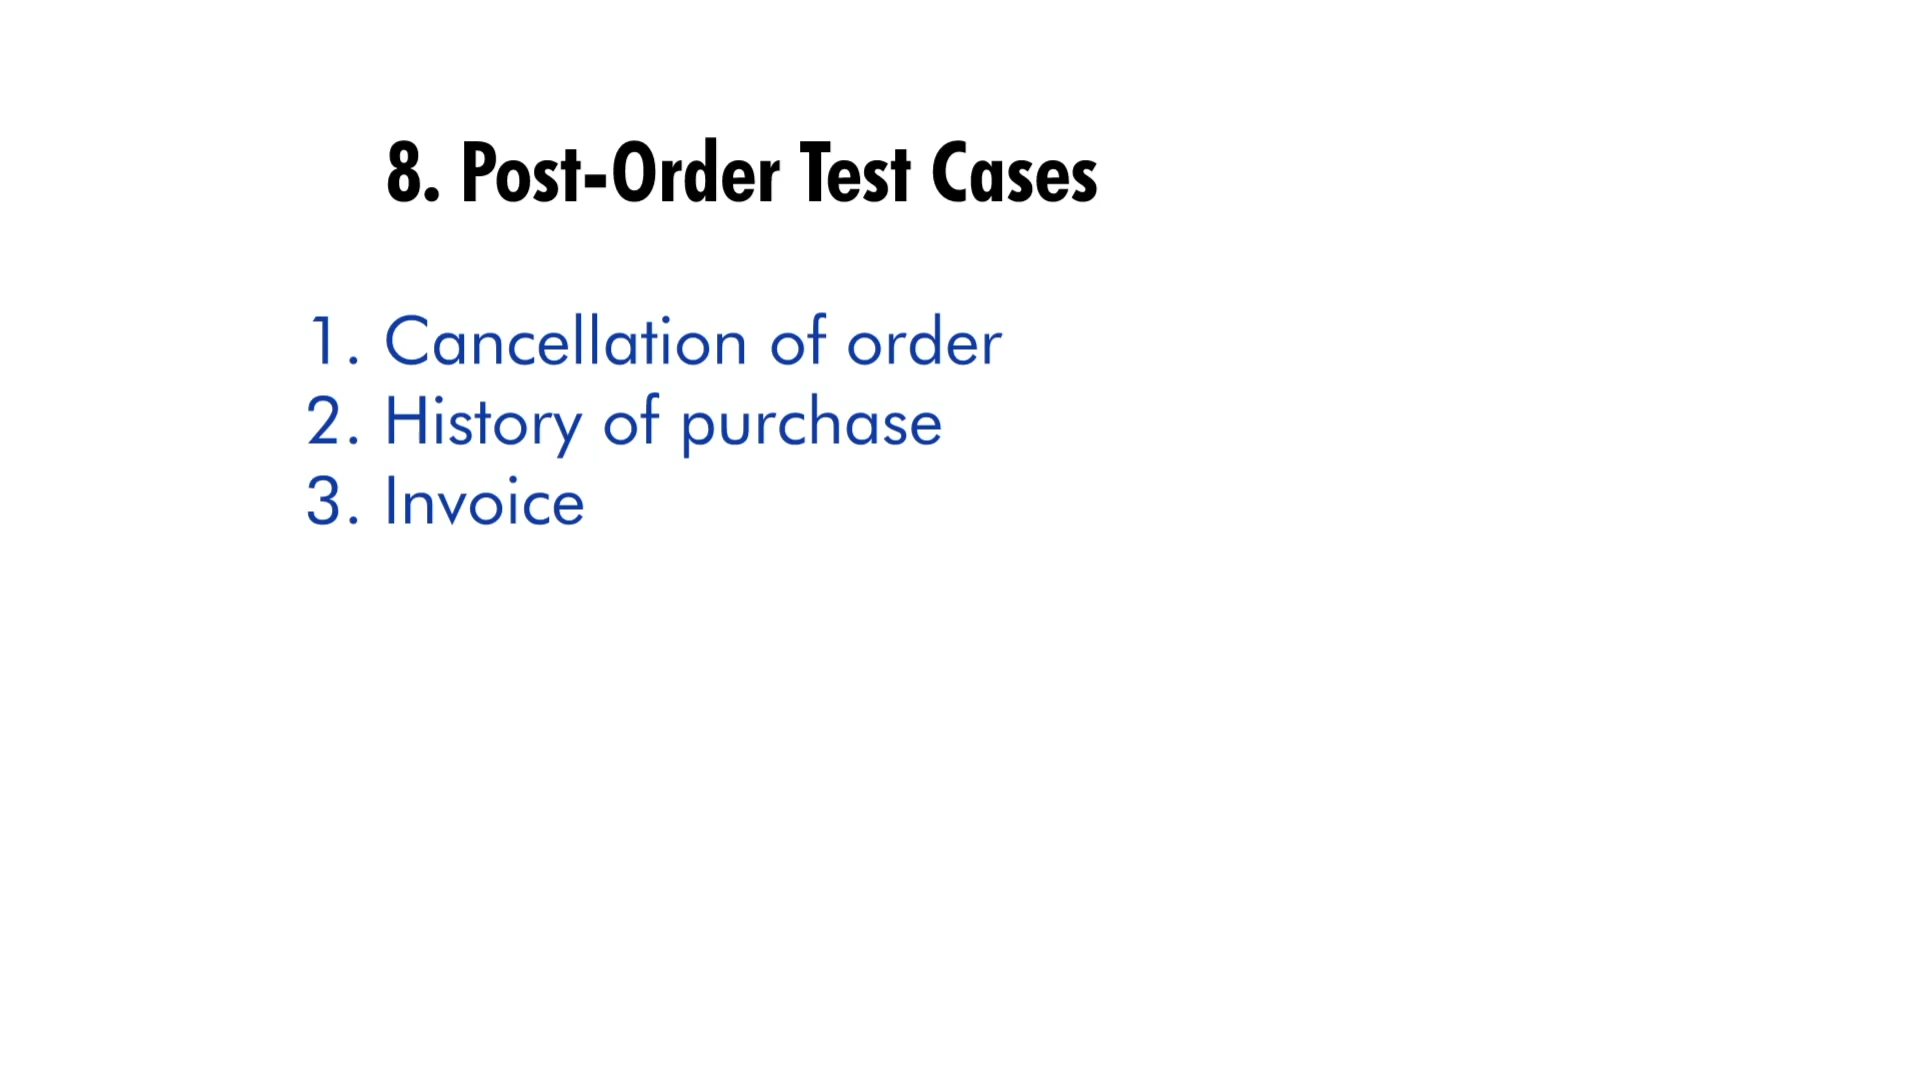 8. Post-Order Test Cases
1. Cancellation of order
2. History of purchase
3. Invoice